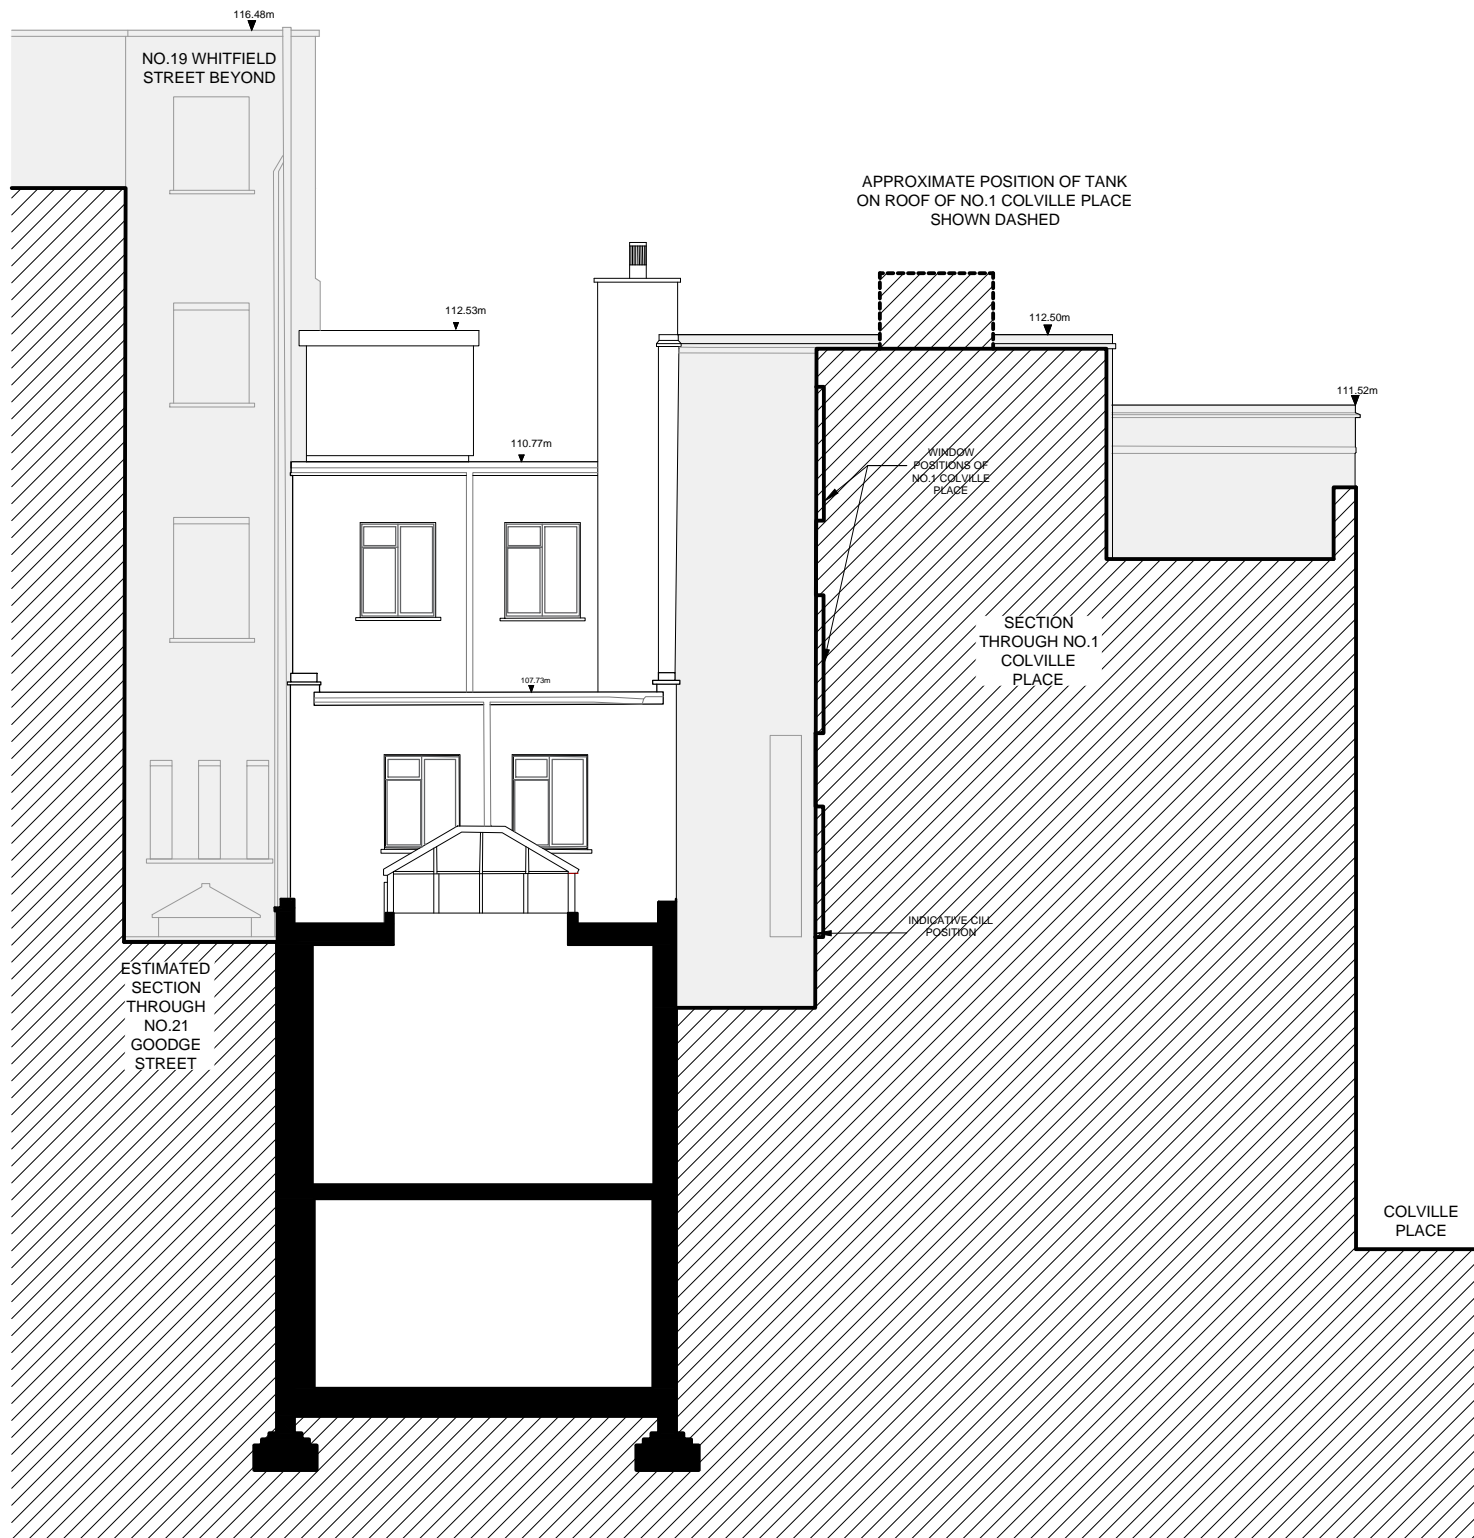 116.48m
NO.19 WHITFIELD
STREET BEYOND
APPROXIMATE POSITION OF TANK
ON ROOF OF NO.1 COLVILLE PLACE
SHOWN DASHED
112.53m
112.50m
111.52m
110.77m
WINDOW
POSITIONS OF
NO.1 COLVILLE
PLACE
SECTION
THROUGH NO.1
COLVILLE
PLACE
107.73m
INDICATIVE CILL
POSITION
ESTIMATED
SECTION
THROUGH
NO.21
GOODGE
STREET
COLVILLE
PLACE